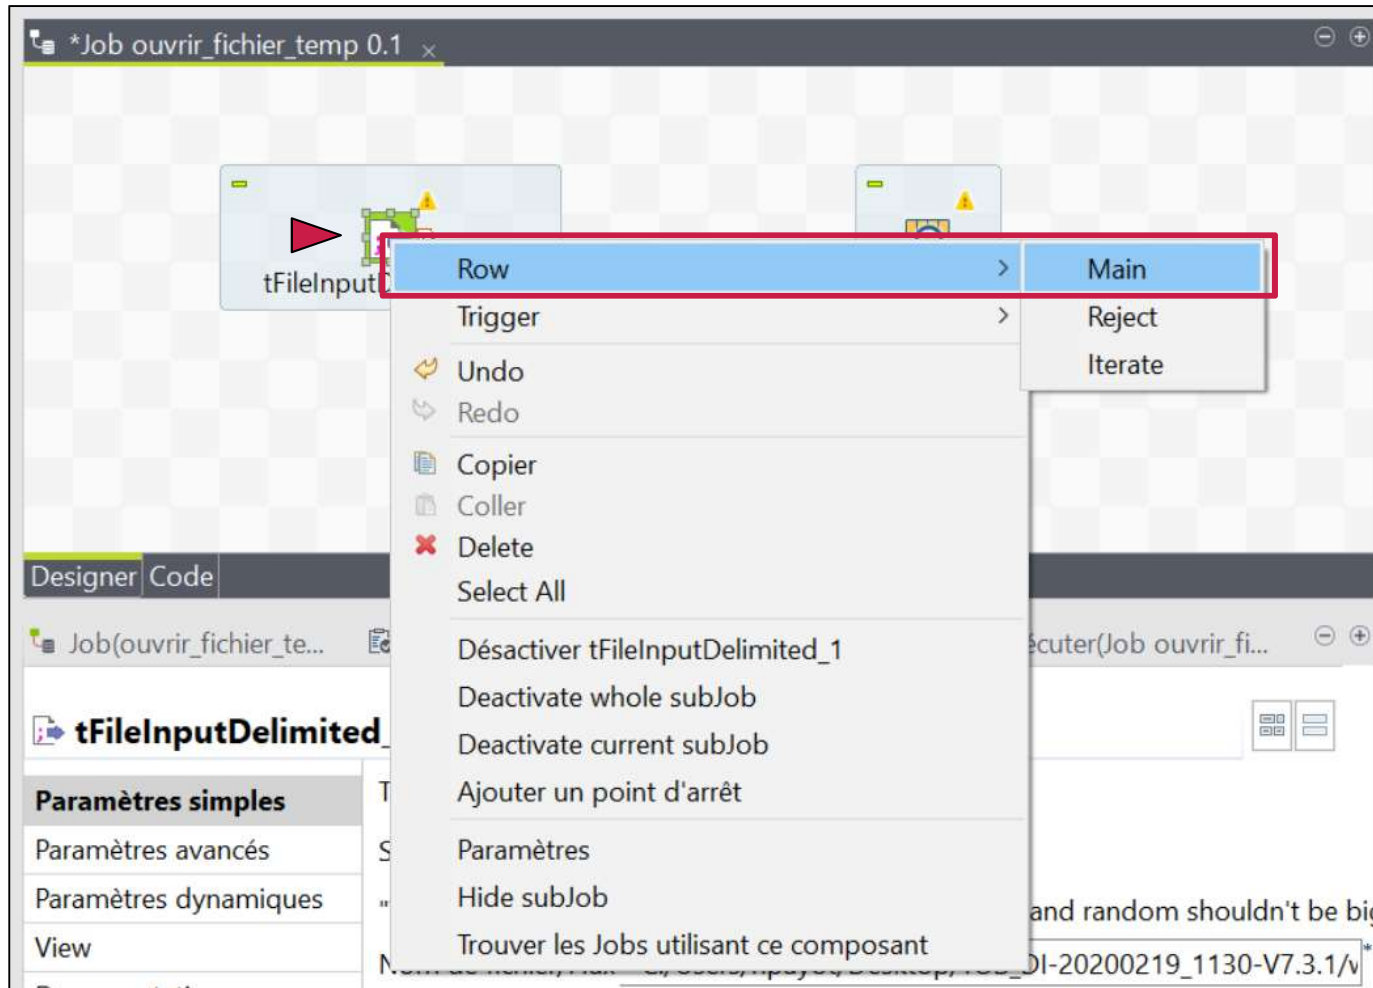 *Job ouvrir_fichier_temp 0.1
tFileInputD
Row > Main
Trigger > Reject
Iterate
Undo
Redo
Copier
Coller
Delete
Select All
Designer Code
Job(ouvrir_fichier_te...
écuter(Job ouvrir_fi...
Désactiver tFileInputDelimited_1
Deactivate whole subJob
tFileInputDelimited_
Deactivate current subJob
Paramètres simples
Ajouter un point d'arrêt
Paramètres avancés
Paramètres
Paramètres dynamiques
Hide subJob
and random shouldn't be big
View
Trouver les Jobs utilisant ce composant
DI-20200219_1130-V7.3.1/